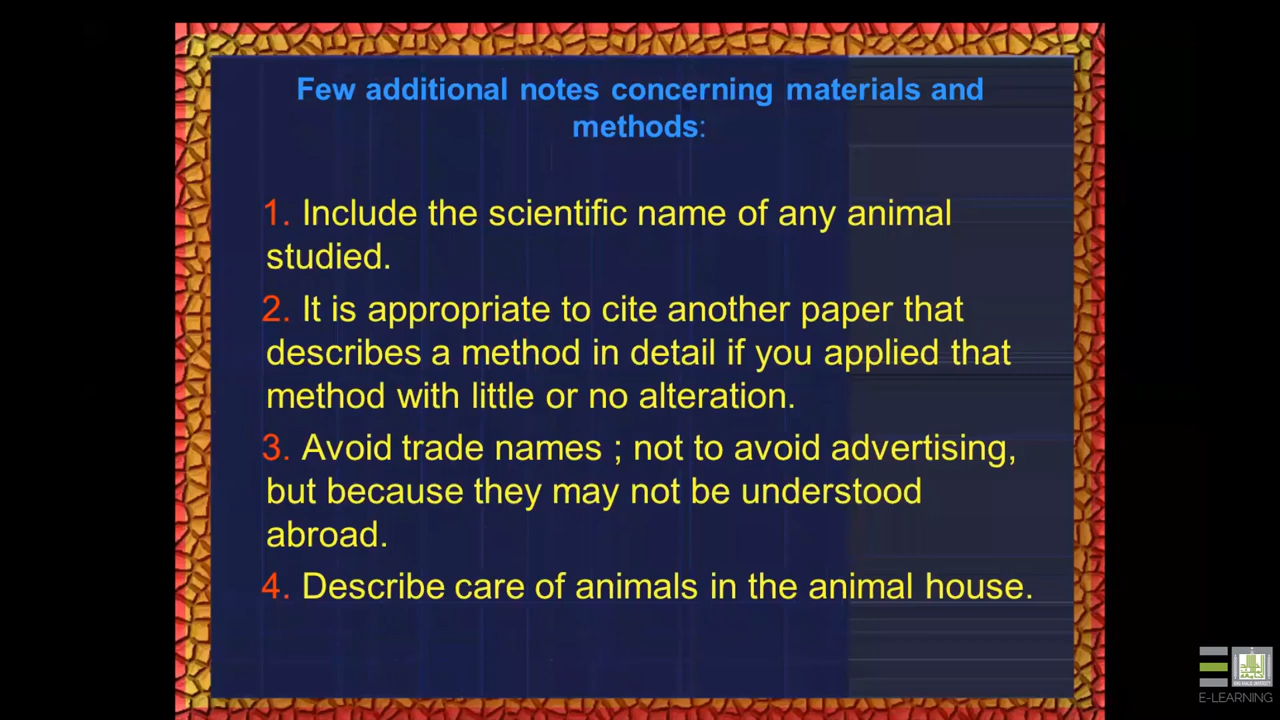 Few additional notes concerning materials and
methods:
1. Include the scientific name of any animal
studied.
2. It is appropriate to cite another paper that
describes a method in detail if you applied that
method with little or no alteration.
3. Avoid trade names ; not to avoid advertising,
but because they may not be understood
abroad.
4. Describe care of animals in the animal house.
E-LEARNING